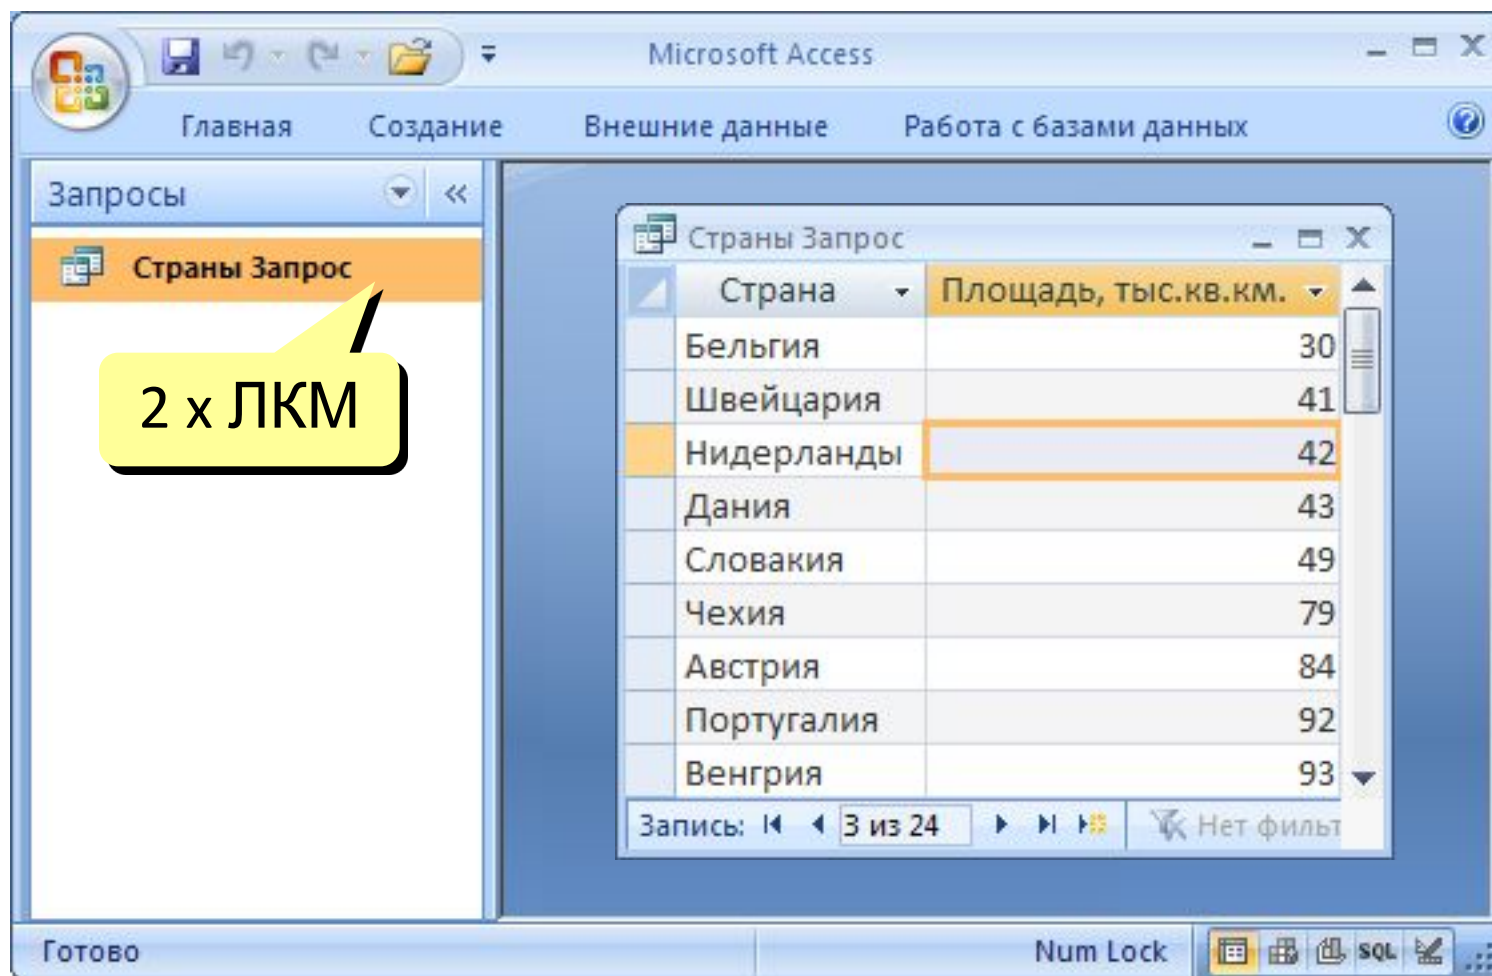 Microsoft Access
Главная Создание Внешние данные Работа с базами данных
Запросы
Страны Запрос
2 х ЛКМ
Страны Запрос
Страна Площадь, тыс.кв.км.
Бельгия 30
Швейцария 41
Нидерланды 42
Дания 43
Словакия 49
Чехия 79
Австрия 84
Португалия 92
Венгрия 93
Запись: 3 из 24 Нет фильт
Готово Num Lock SQL